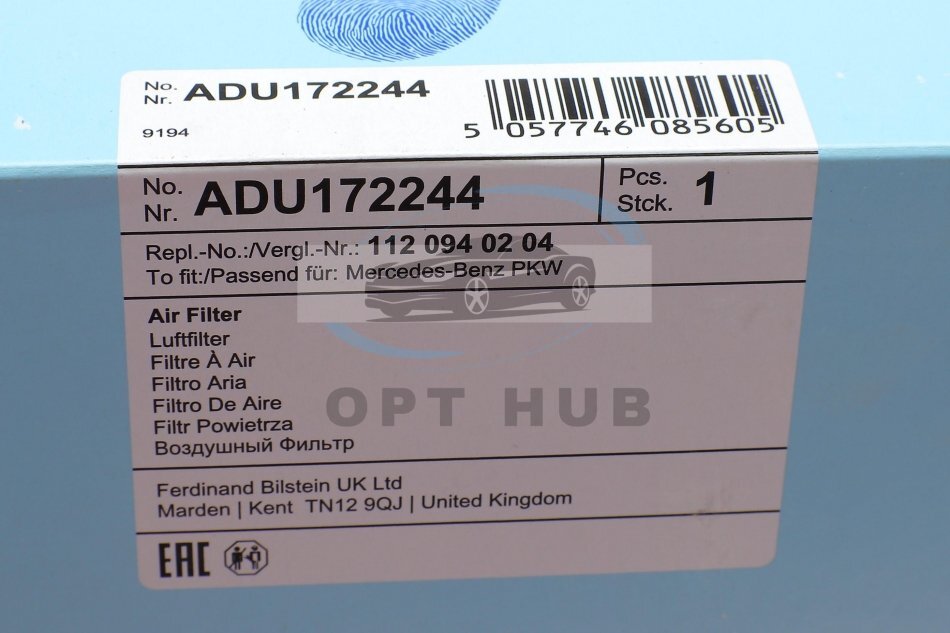 No.
Nr. ADU172244
9194
5 057746 085605
No.
Nr. ADU172244
Pcs.
Stck. 1
Repl.-No.:/Vergl.-Nr.: 112 094 02 04
To fit:/Passend für: Mercedes-Benz PKW
Air Filter
Luftfilter
Filtre À Air
Filtro Aria
Filtro De Aire
Filtr Powietrza
Воздушный Фильтр
OPT HUB
Ferdinand Bilstein UK Ltd
Marden | Kent TN12 9QJ | United Kingdom
EAC